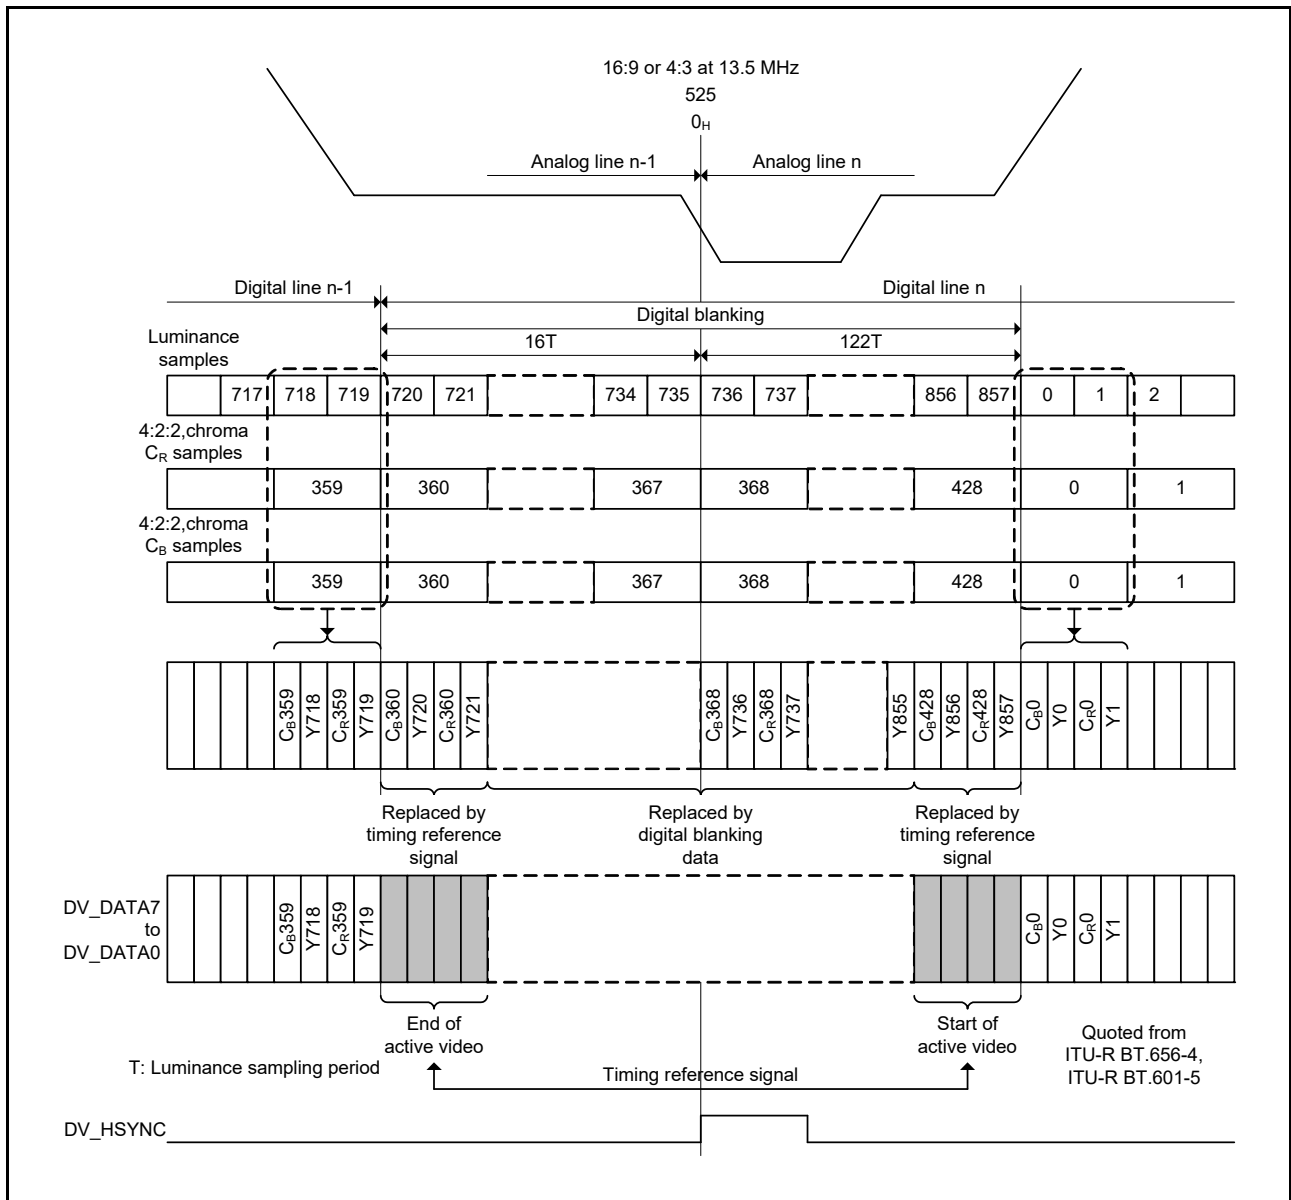 16:9 or 4:3 at 13.5 MHz
525
0H
Analog line n-1
Analog line n
Digital line n-1
Digital line n
Digital blanking
16T
122T
Luminance
samples
717 718 719 720 721 734 735 736 737 856 857 0 1 2
4:2:2,chroma
CR samples
359 360 367 368 428 0 1
4:2:2,chroma
CB samples
359 360 367 368 428 0 1
CB359 Y718 CR359 Y719 CB360 Y720 CR360 Y721 CB368 Y736 CR368 Y737 Y855 CB428 Y856 CR428 Y857 CB0 Y0 CR0 Y1
Replaced by
timing reference
signal
Replaced by
digital blanking
data
Replaced by
timing reference
signal
DV_DATA7
to
DV_DATA0
CB359 Y718 CR359 Y719 CB0 Y0 CR0 Y1
End of
active video
Start of
active video
Quoted from
ITU-R BT.656-4,
ITU-R BT.601-5
T: Luminance sampling period
Timing reference signal
DV_HSYNC